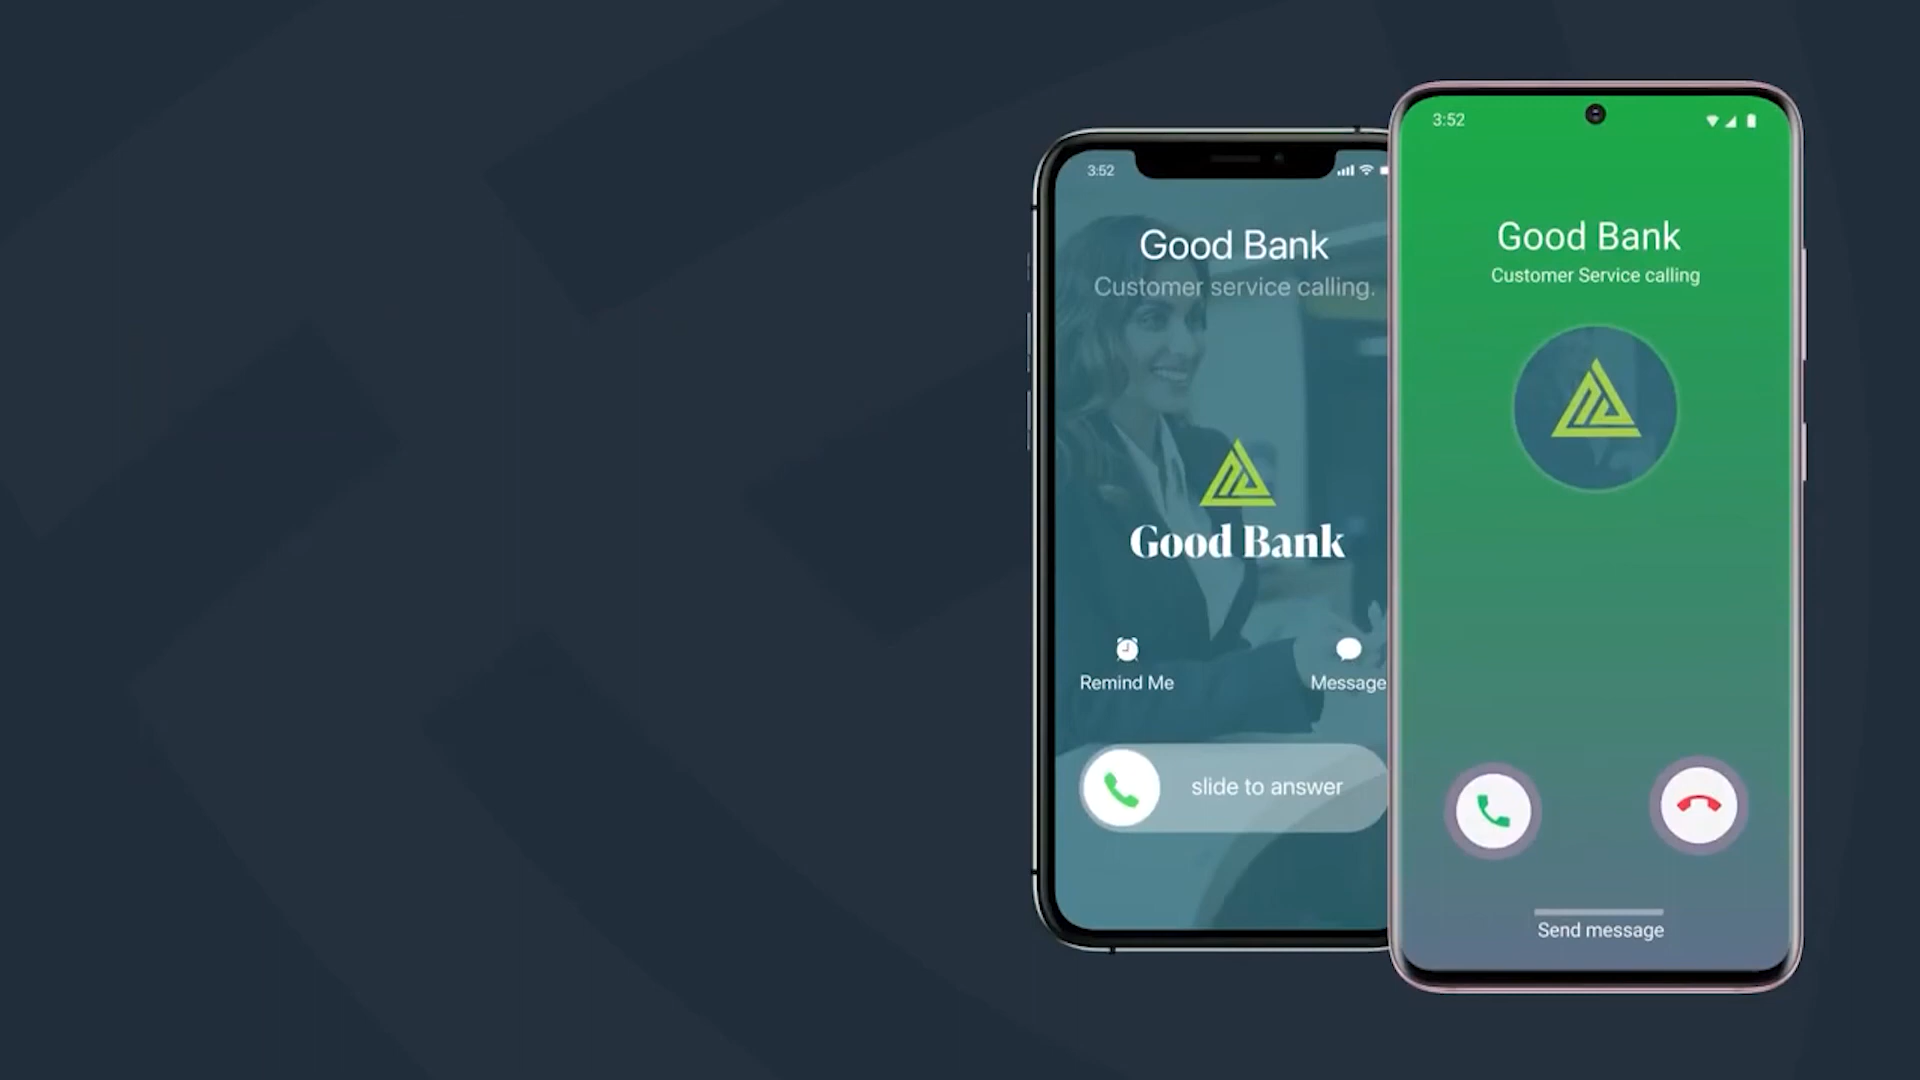 3:52
Good Bank
Customer service calling.
Good Bank
Remind Me
Message
slide to answer
3:52
Good Bank
Customer Service calling
Send message